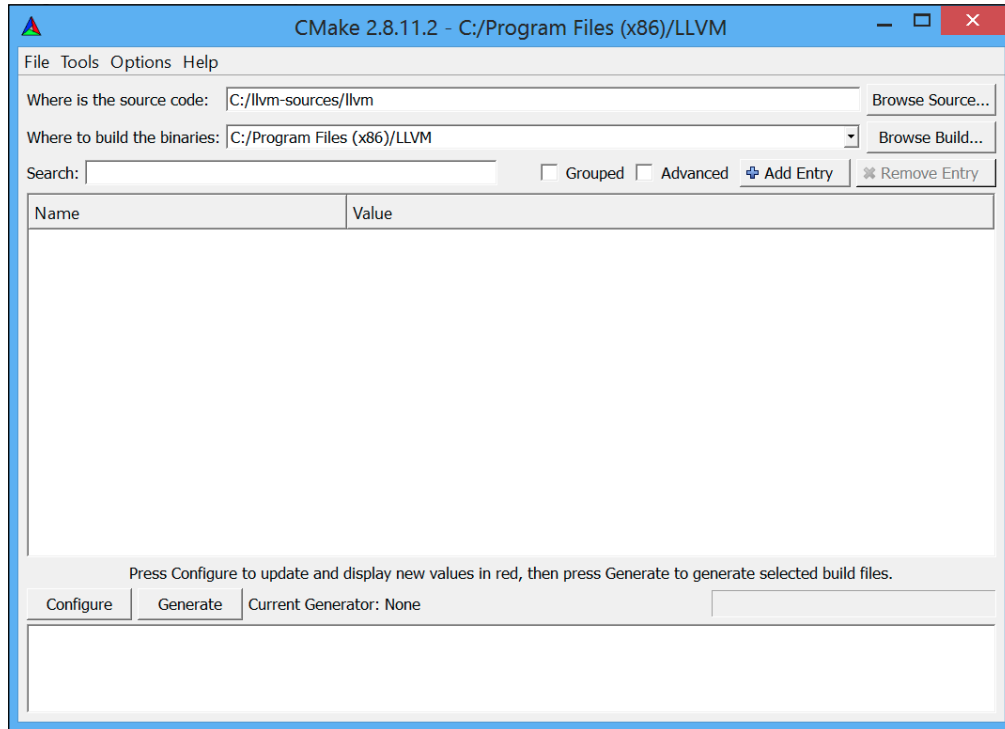 CMake 2.8.11.2 - C:/Program Files (x86)/LLVM
File Tools Options Help
Where is the source code: C:/llvm-sources/llvm Browse Source...
Where to build the binaries: C:/Program Files (x86)/LLVM Browse Build...
Search: Grouped Advanced Add Entry Remove Entry
Name Value
Press Configure to update and display new values in red, then press Generate to generate selected build files.
Configure Generate Current Generator: None